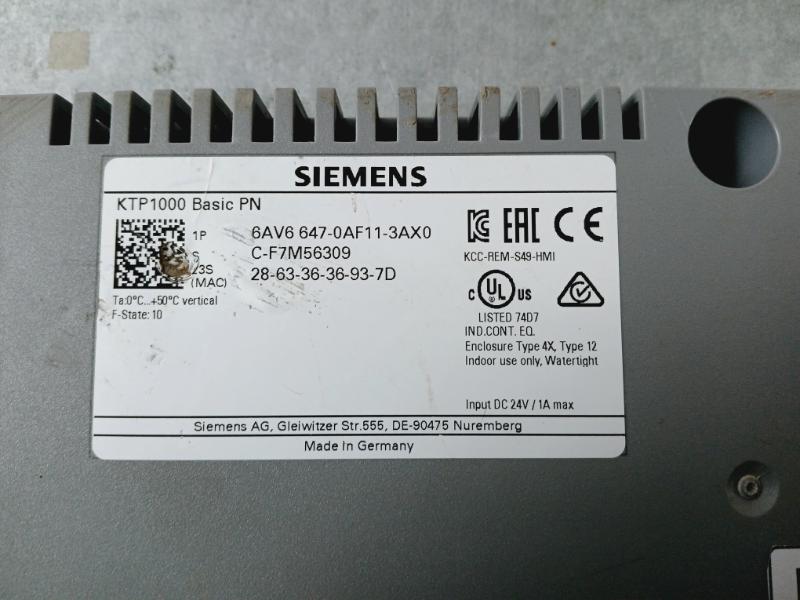 SIEMENS
KTP1000 Basic PN
1P 6AV6 647-0AF11-3AX0
S C-F7M56309
23S (MAC) 28-63-36-36-93-7D
Ta:0°C...+50°C vertical
F-State: 10
EAC CE
KCC-REM-S49-HMI
C UL US
LISTED 74D7
IND.CONT. EQ.
Enclosure Type 4X, Type 12
Indoor use only, Watertight
Input DC 24V / 1A max
Siemens AG, Gleiwitzer Str.555, DE-90475 Nuremberg
Made In Germany